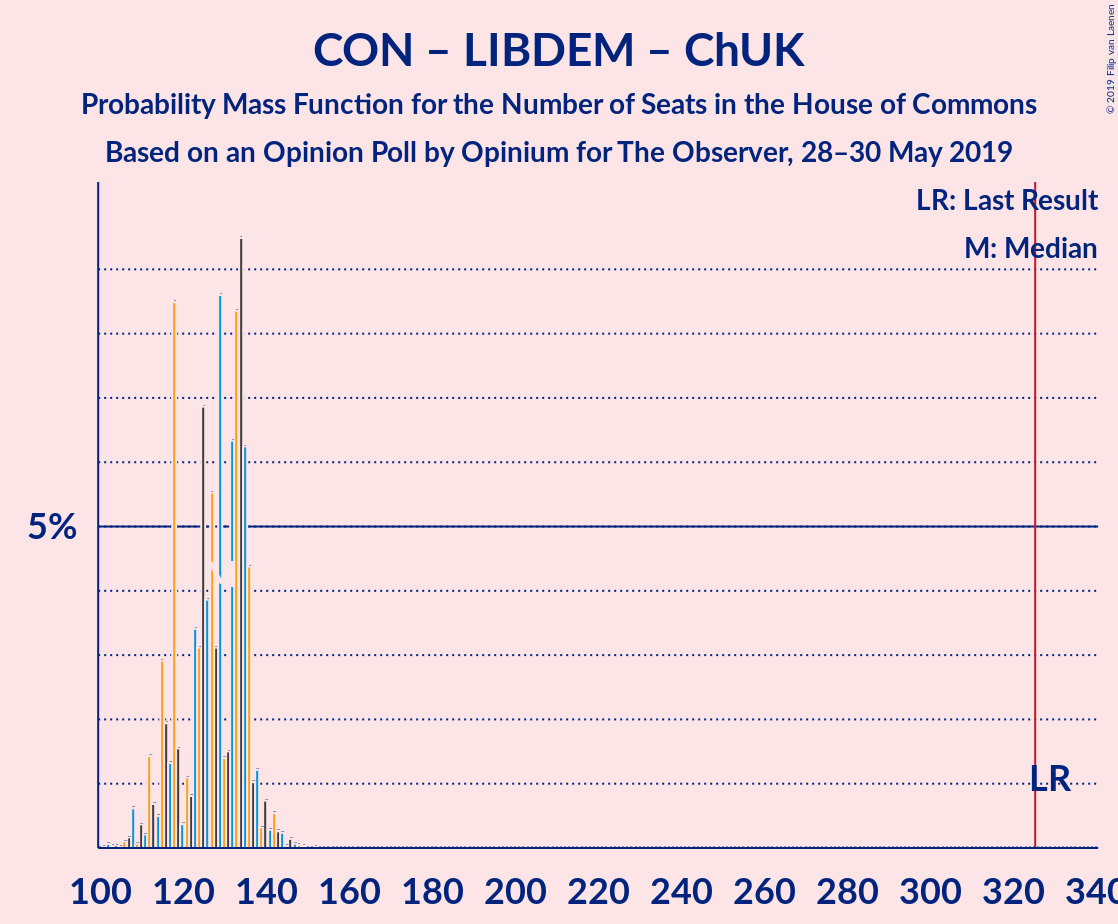 CON – LIBDEM – ChUK
Probability Mass Function for the Number of Seats in the House of Commons
Based on an Opinion Poll by Opinium for The Observer, 28–30 May 2019
© 2019 Filip van Laenen
LR: Last Result
M: Median
5%
LR
100 120 140 160 180 200 220 240 260 280 300 320 340